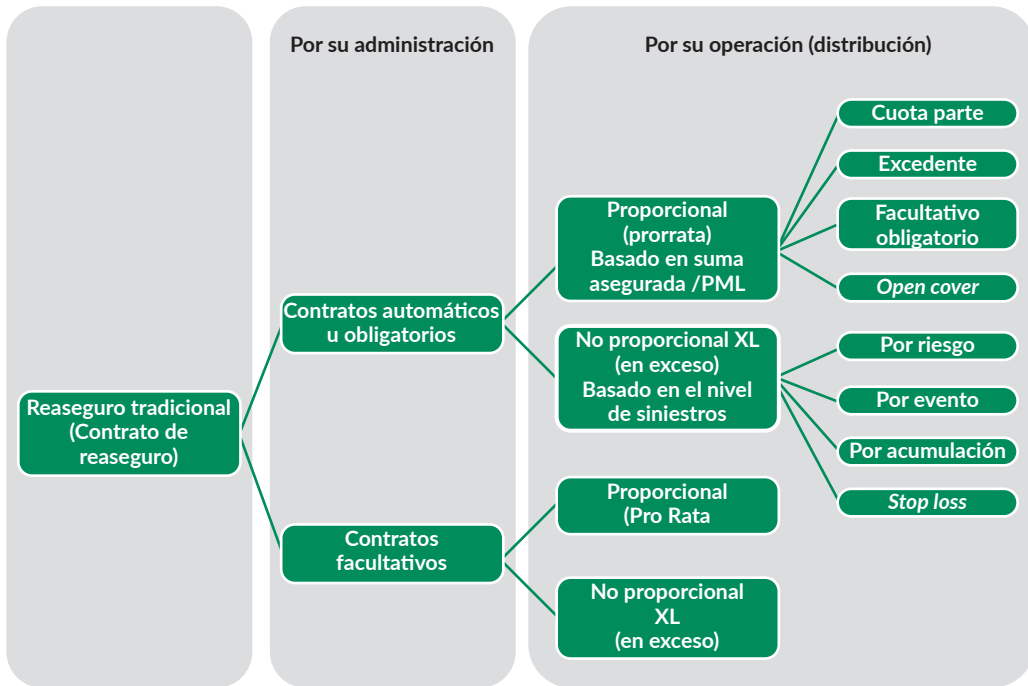 Por su administración
Por su operación (distribución)
Reaseguro tradicional
(Contrato de
reaseguro)
Contratos automáticos
u obligatorios
Contratos
facultativos
Proporcional
(prorrata)
Basado en suma
asegurada /PML
No proporcional XL
(en exceso)
Basado en el nivel
de siniestros
Proporcional
(Pro Rata
No proporcional
XL
(en exceso)
Cuota parte
Excedente
Facultativo
obligatorio
Open cover
Por riesgo
Por evento
Por acumulación
Stop loss